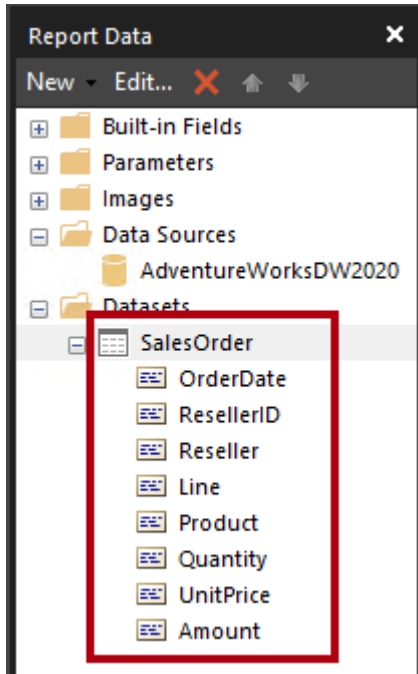 Report Data
New Edit...
Built-in Fields
Parameters
Images
Data Sources
AdventureWorksDW2020
Datasets
SalesOrder
OrderDate
ResellerID
Reseller
Line
Product
Quantity
UnitPrice
Amount